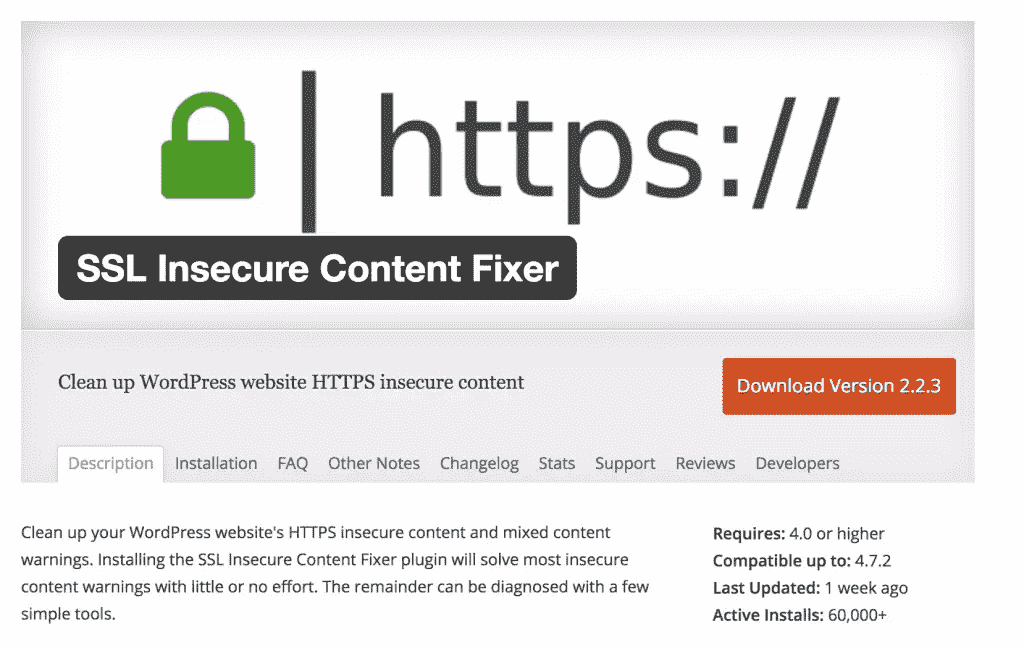 https://
SSL Insecure Content Fixer
Clean up WordPress website HTTPS insecure content
Download Version 2.2.3
Description Installation FAQ Other Notes Changelog Stats Support Reviews Developers
Clean up your WordPress website's HTTPS insecure content and mixed content
warnings. Installing the SSL Insecure Content Fixer plugin will solve most insecure
content warnings with little or no effort. The remainder can be diagnosed with a few
simple tools.
Requires: 4.0 or higher
Compatible up to: 4.7.2
Last Updated: 1 week ago
Active Installs: 60,000+